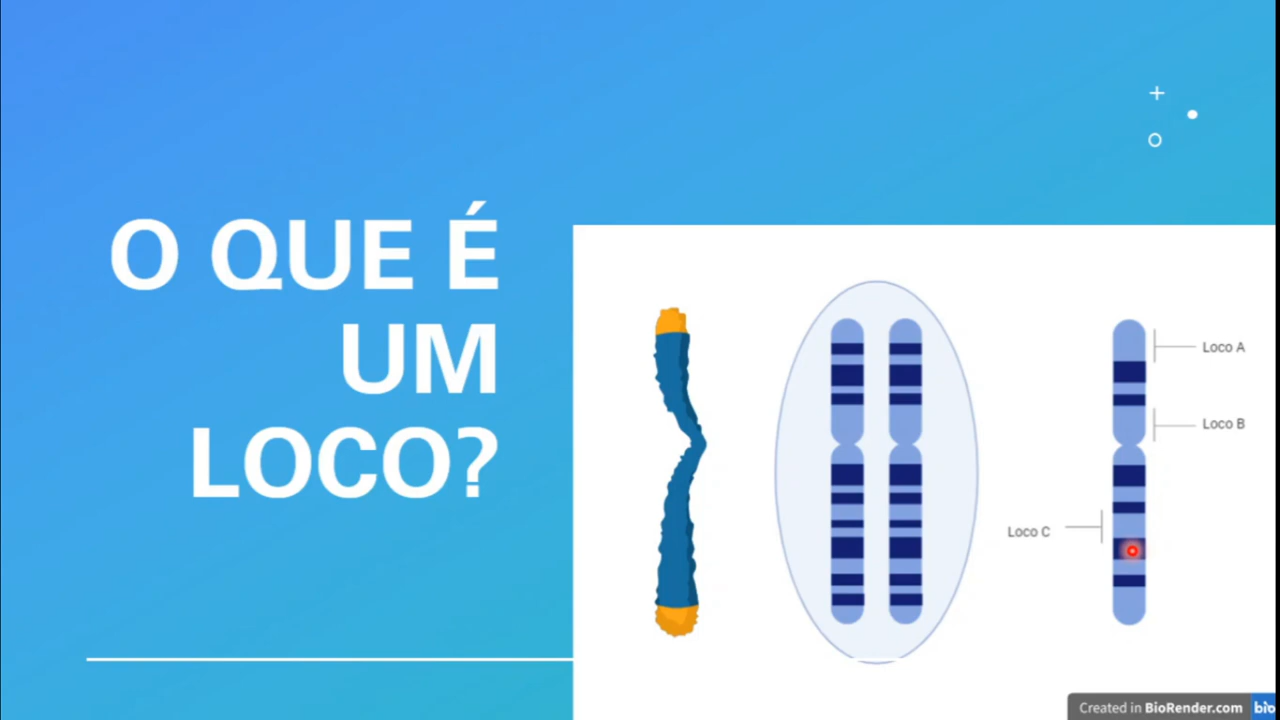 O QUE É
UM
LOCO?
Loco A
Loco B
Loco C
Created in BioRender.com bio